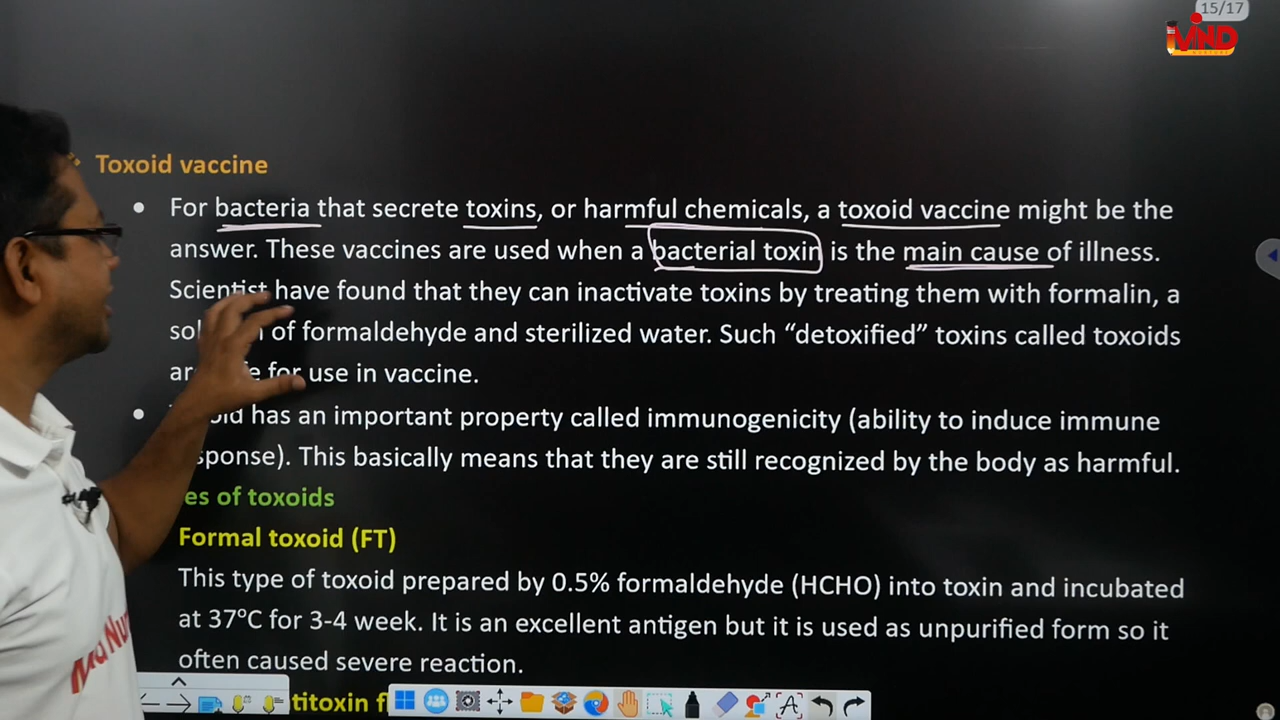 15/17
MIND
Toxoid vaccine
• For bacteria that secrete toxins, or harmful chemicals, a toxoid vaccine might be the
answer. These vaccines are used when a bacterial toxin is the main cause of illness.
Scientist have found that they can inactivate toxins by treating them with formalin, a
of formaldehyde and sterilized water. Such “detoxified” toxins called toxoids
for use in vaccine.
• has an important property called immunogenicity (ability to induce immune
sponse). This basically means that they are still recognized by the body as harmful.
es of toxoids
Formal toxoid (FT)
This type of toxoid prepared by 0.5% formaldehyde (HCHO) into toxin and incubated
at 37ºC for 3-4 week. It is an excellent antigen but it is used as unpurified form so it
often caused severe reaction.
titoxin f